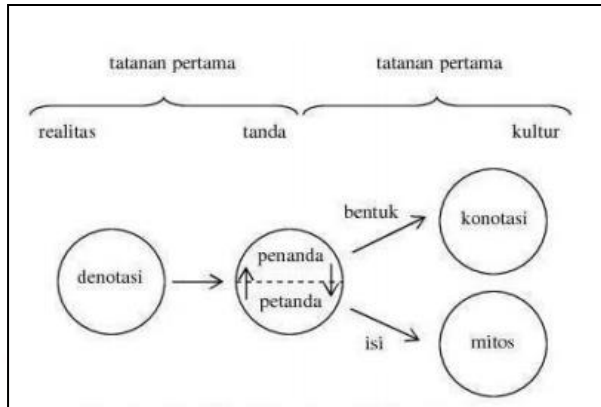 tatanan pertama tatanan pertama
realitas tanda kultur
bentuk konotasi
penanda
denotasi
petanda
isi mitos